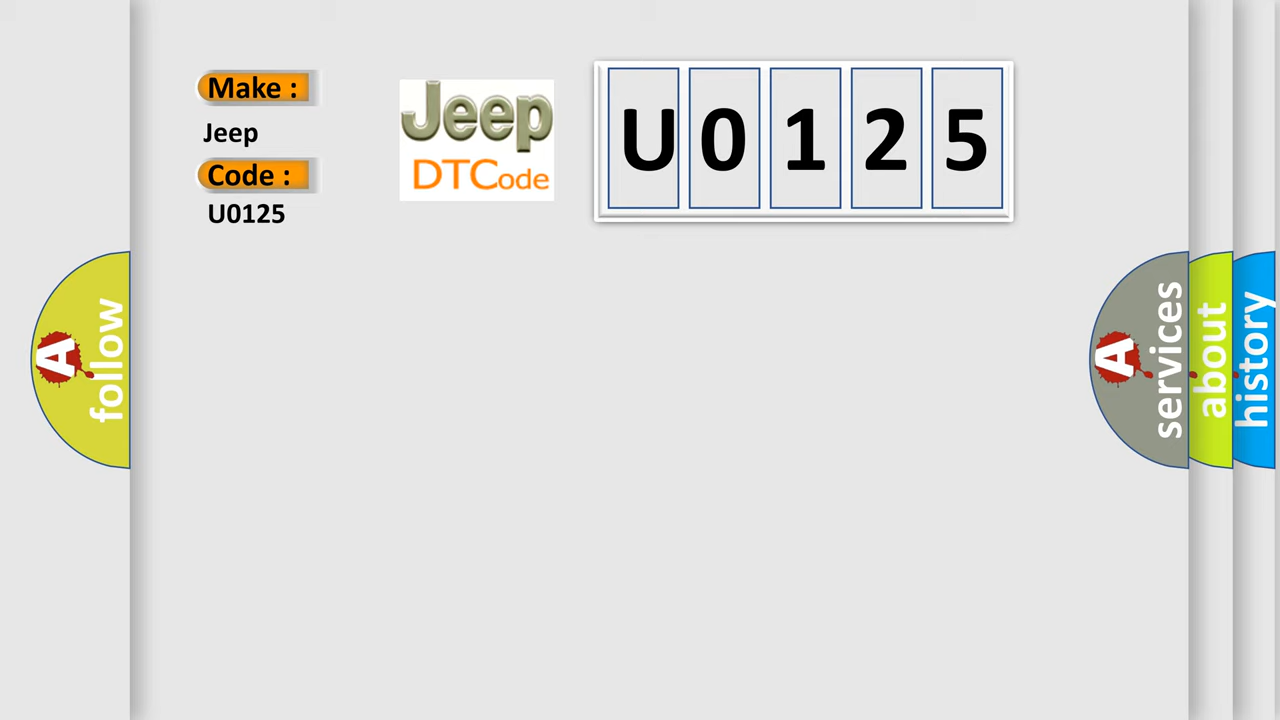 Make :
Jeep
Code :
U0125
Jeep
DTCode
U0125
A follow
A services
about
history